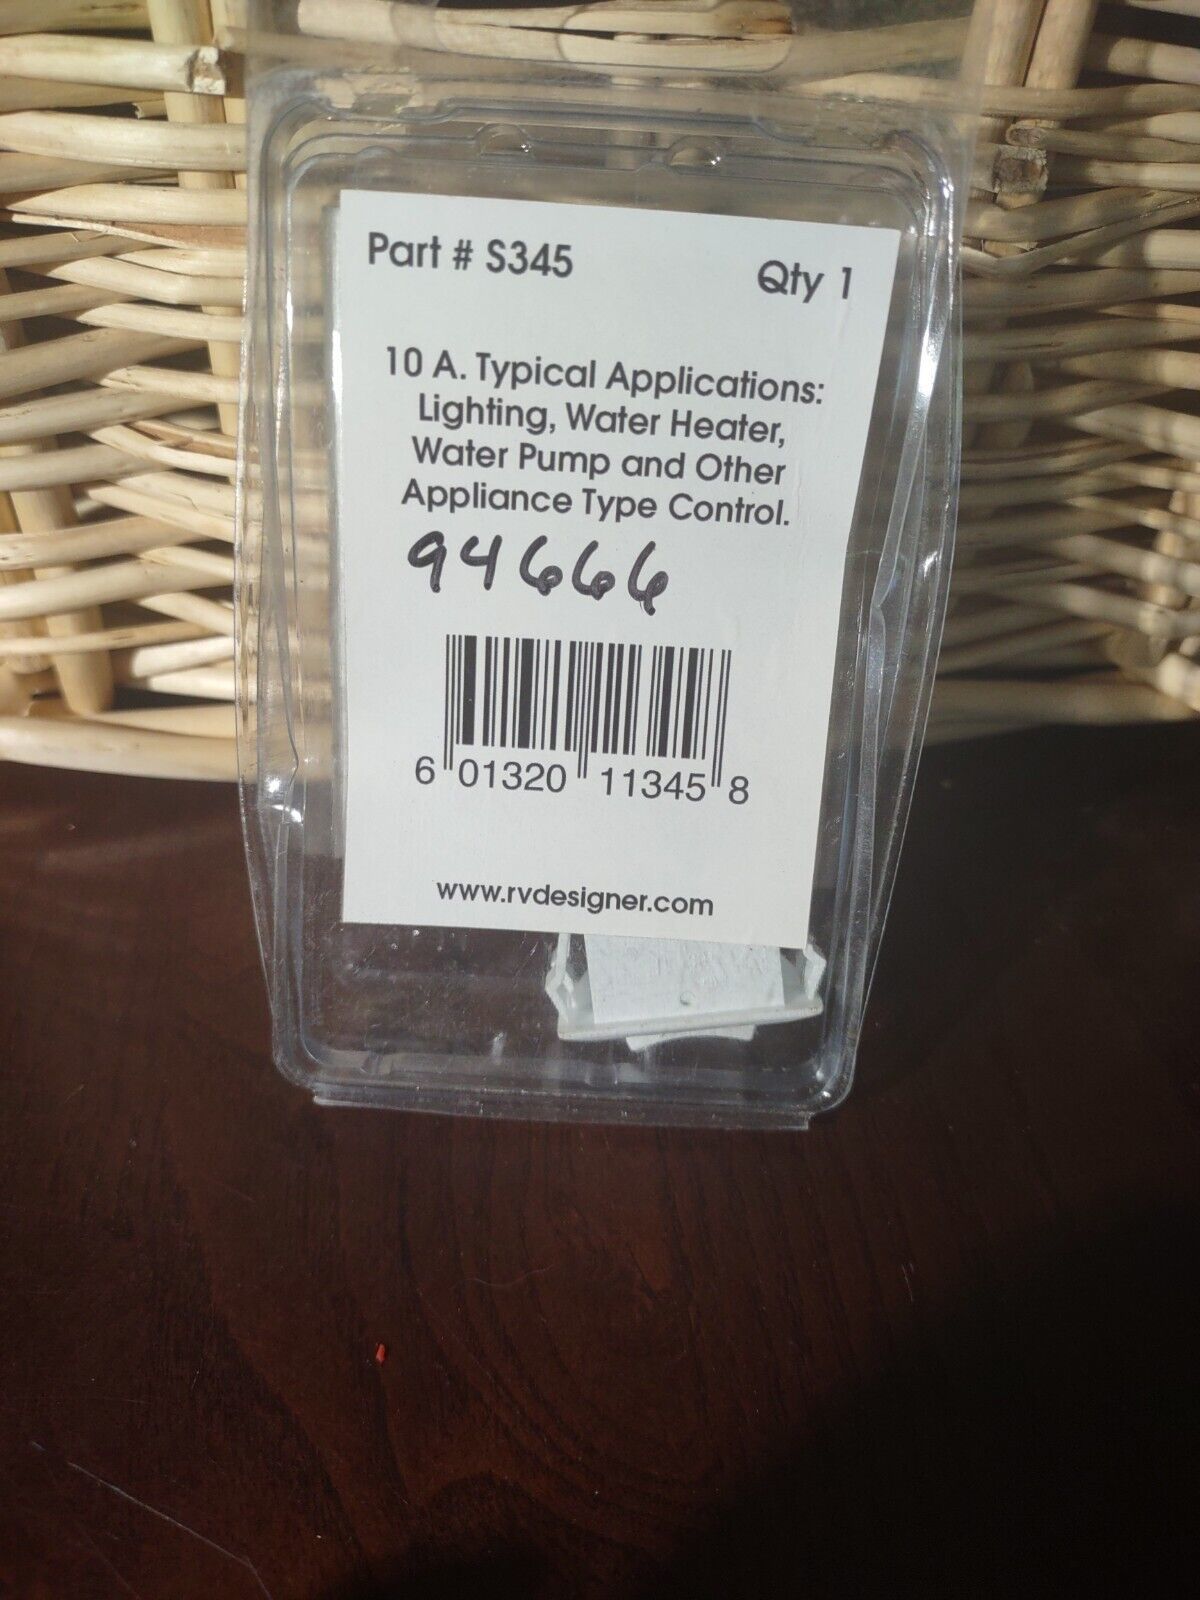 Part # S345 Qty 1
10 A. Typical Applications:
Lighting, Water Heater,
Water Pump and Other
Appliance Type Control.
94666
6 01320 11345 8
www.rvdesigner.com